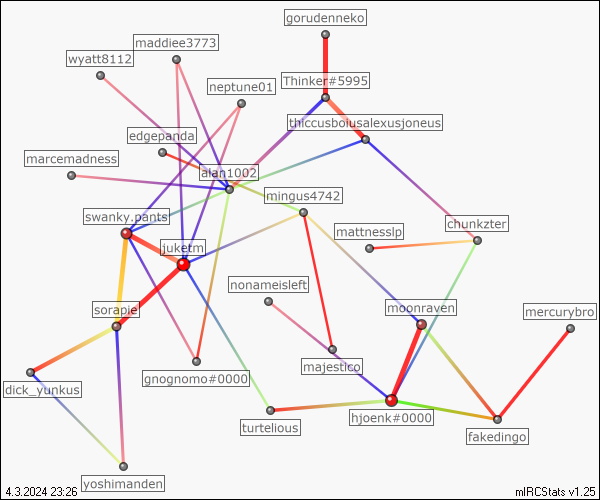 gorudenneko
maddiee3773
wyatt8112
Thinker#5995
neptune01
thiccusboiusalexusjoneus
edgepanda
marcemadness
alan1002
mingus4742
swanky.pants
mattnesslp
chunkzter
juketm
nonameisleft
sorapie
moonraven
mercurybro
majestico
dick_yunkus
gnognomo#0000
hjoenk#0000
turtelious
fakedingo
yoshimanden
4.3.2024 23:26
mIRCStats v1.25